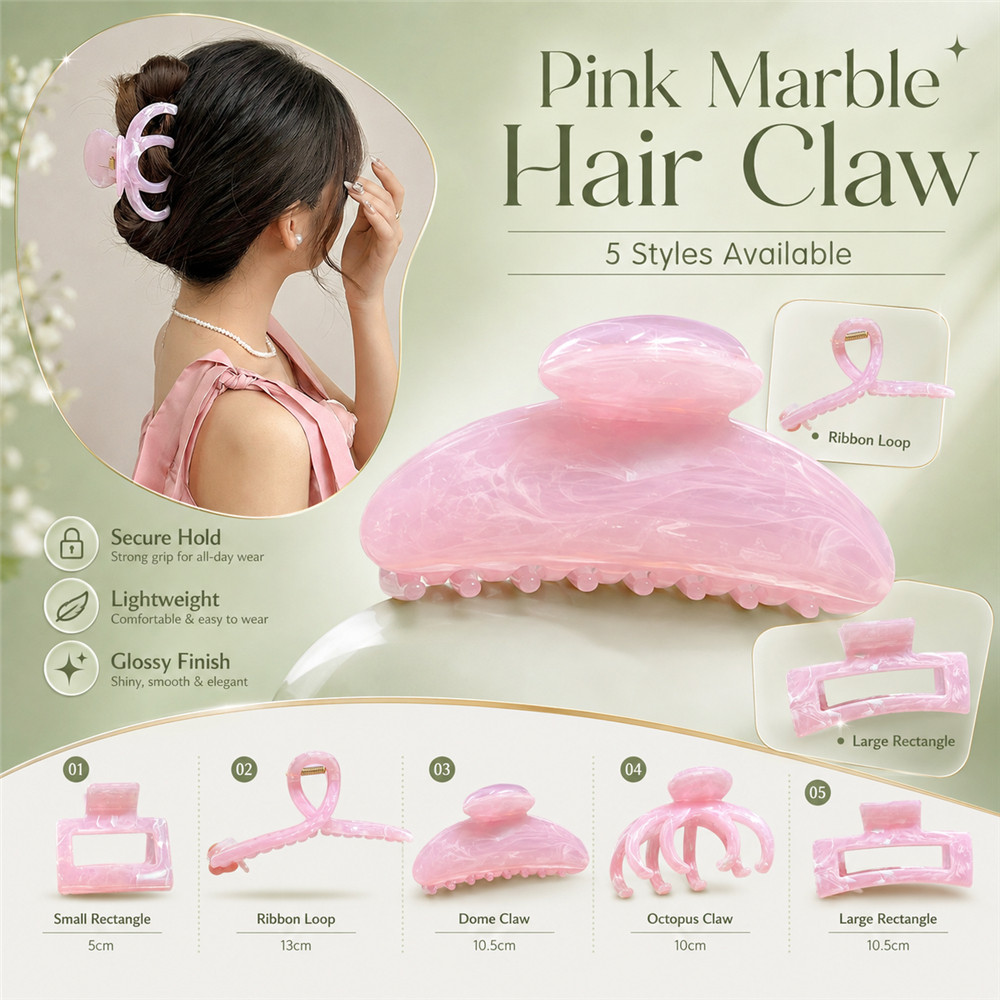 Pink Marble
Hair Claw
5 Styles Available
Ribbon Loop
Secure Hold
Strong grip for all-day wear
Lightweight
Comfortable & easy to wear
Glossy Finish
Shiny, smooth & elegant
Large Rectangle
01
02
03
04
05
Small Rectangle
Ribbon Loop
Dome Claw
Octopus Claw
Large Rectangle
5cm
13cm
10.5cm
10cm
10.5cm